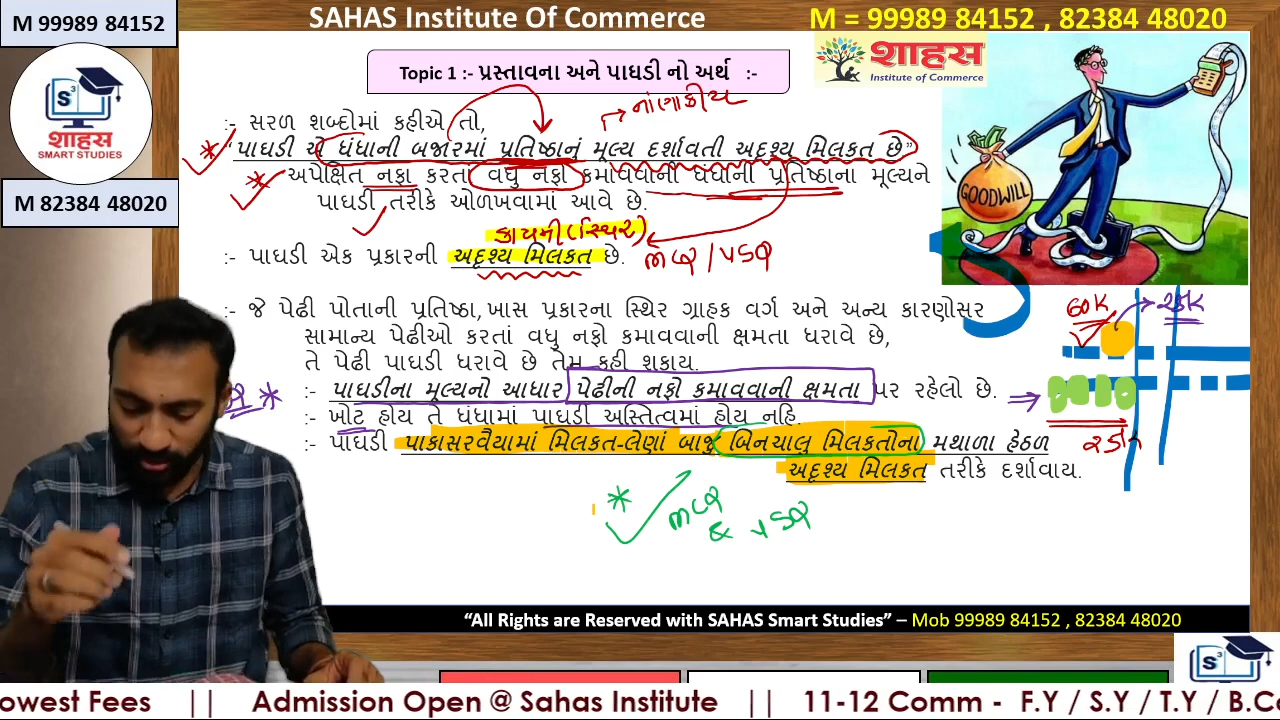 M 99989 84152
SAHAS Institute Of Commerce
M = 99989 84152 , 82384 48020
S³
शाहस
SMART STUDIES
M 82384 48020
शाहस
Institute of Commerce
Topic 1 :- પ્રસ્તાવના અને પાઘડી નો અર્થ :-
નાંણાકીય
:- સરળ શબ્દોમાં કહીએ તો,
"પાઘડી એ ધંધાની બજારમાં પ્રતિષ્ઠાનું મૂલ્ય દર્શાવતી અદૃશ્ય મિલકત છે"
અપેક્ષિત નફા કરતાં વધુ નફો કમાવવાની ધંધાની પ્રતિષ્ઠાના મૂલ્યને
પાઘડી તરીકે ઓળખવામાં આવે છે.
કાયમી (સ્થિર)
:- પાઘડી એક પ્રકારની અદૃશ્ય મિલકત છે.
GOODWILL
:- જે પેઢી પોતાની પ્રતિષ્ઠા,ખાસ પ્રકારના સ્થિર ગ્રાહક વર્ગ અને અન્ય કારણોસર
સામાન્ય પેઢીઓ કરતાં વધુ નફો કમાવવાની ક્ષમતા ધરાવે છે,
તે પેઢી પાઘડી ધરાવે છે તેમ કહી શકાય.
60K
25K
:- પાઘડીના મૂલ્યનો આધાર પેઢીની નફો કમાવવાની ક્ષમતા પર રહેલો છે.
:- ખોટ હોય તે ધંધામાં પાઘડી અસ્તિત્વમાં હોય નહિ.
:- પાઘડી પાકાસરવૈયામાં મિલકત-લેણાં બાજુ બિનચાલુ મિલકતોના મથાળા હેઠળ
અદૃશ્ય મિલકત તરીકે દર્શાવાય.
&
"All Rights are Reserved with SAHAS Smart Studies" – Mob 99989 84152 , 82384 48020
S³
owest Fees || Admission Open @ Sahas Institute || 11-12 Comm - F.Y / S.Y / T.Y / B.C